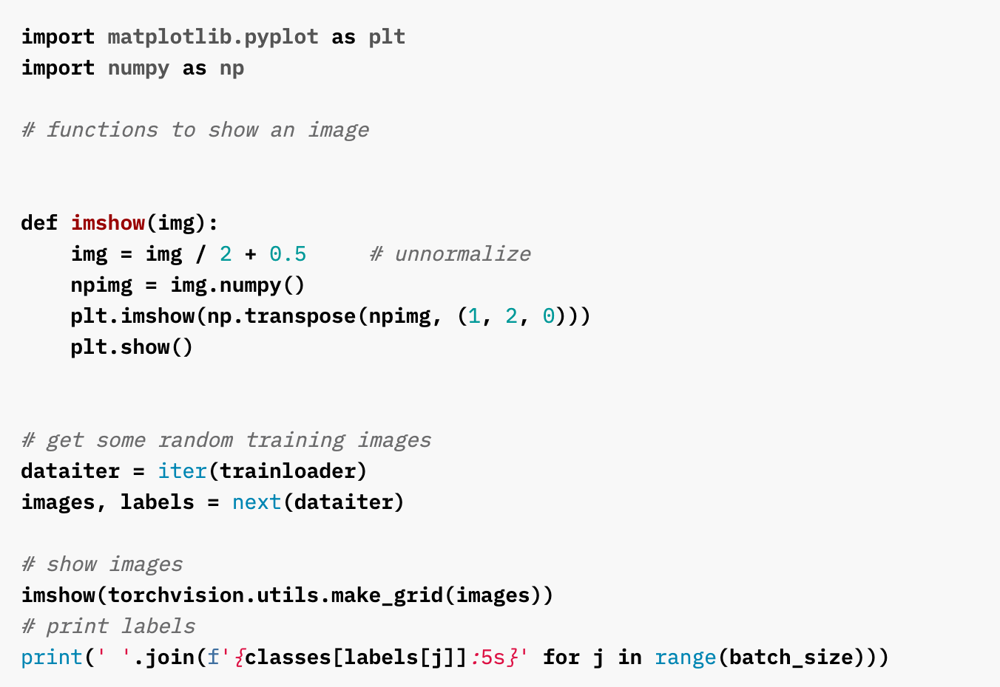 import matplotlib.pyplot as plt
import numpy as np
# functions to show an image
def imshow(img):
    img = img / 2 + 0.5     # unnormalize
    npimg = img.numpy()
    plt.imshow(np.transpose(npimg, (1, 2, 0)))
    plt.show()
# get some random training images
dataiter = iter(trainloader)
images, labels = next(dataiter)
# show images
imshow(torchvision.utils.make_grid(images))
# print labels
print(' '.join(f'{classes[labels[j]]:5s}' for j in range(batch_size)))